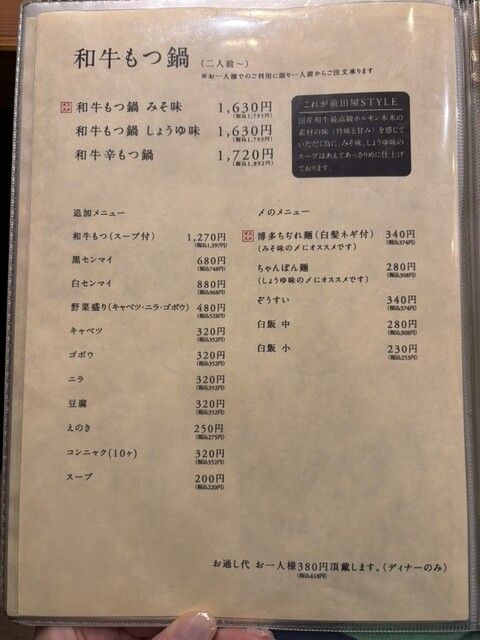 和牛もつ鍋 (二人前〜)
※お一人様でのご利用に限り一人前からご注文承ります
和牛もつ鍋 みそ味 1,630円
(税込1,793円)
和牛もつ鍋 しょうゆ味 1,630円
(税込1,793円)
和牛辛もつ鍋 1,720円
(税込1,892円)
これが前田屋STYLE
国産和牛最高級ホルモン本来の
素材の味(旨味と甘み)を感じて
いただく為に、みそ味、しょうゆ味の
スープはあえてあっさりめに仕上げ
ております。
追加メニュー
和牛もつ(スープ付) 1,270円
(税込1,397円)
黒センマイ 680円
(税込748円)
白センマイ 880円
(税込968円)
野菜盛り(キャベツ・ニラ・ゴボウ) 480円
(税込528円)
キャベツ 320円
(税込352円)
ゴボウ 320円
(税込352円)
ニラ 320円
(税込352円)
豆腐 320円
(税込352円)
えのき 250円
(税込275円)
コンニャク(10ヶ) 320円
(税込352円)
スープ 200円
(税込220円)
〆のメニュー
博多ちぢれ麺(白髪ネギ付) 340円
(みそ味の〆にオススメです) (税込374円)
ちゃんぽん麺 280円
(しょうゆ味の〆にオススメです) (税込308円)
ぞうすい 340円
(税込374円)
白飯 中 280円
(税込308円)
白飯 小 230円
(税込253円)
お通し代 お一人様380円頂戴します。(ディナーのみ)
(税込418円)